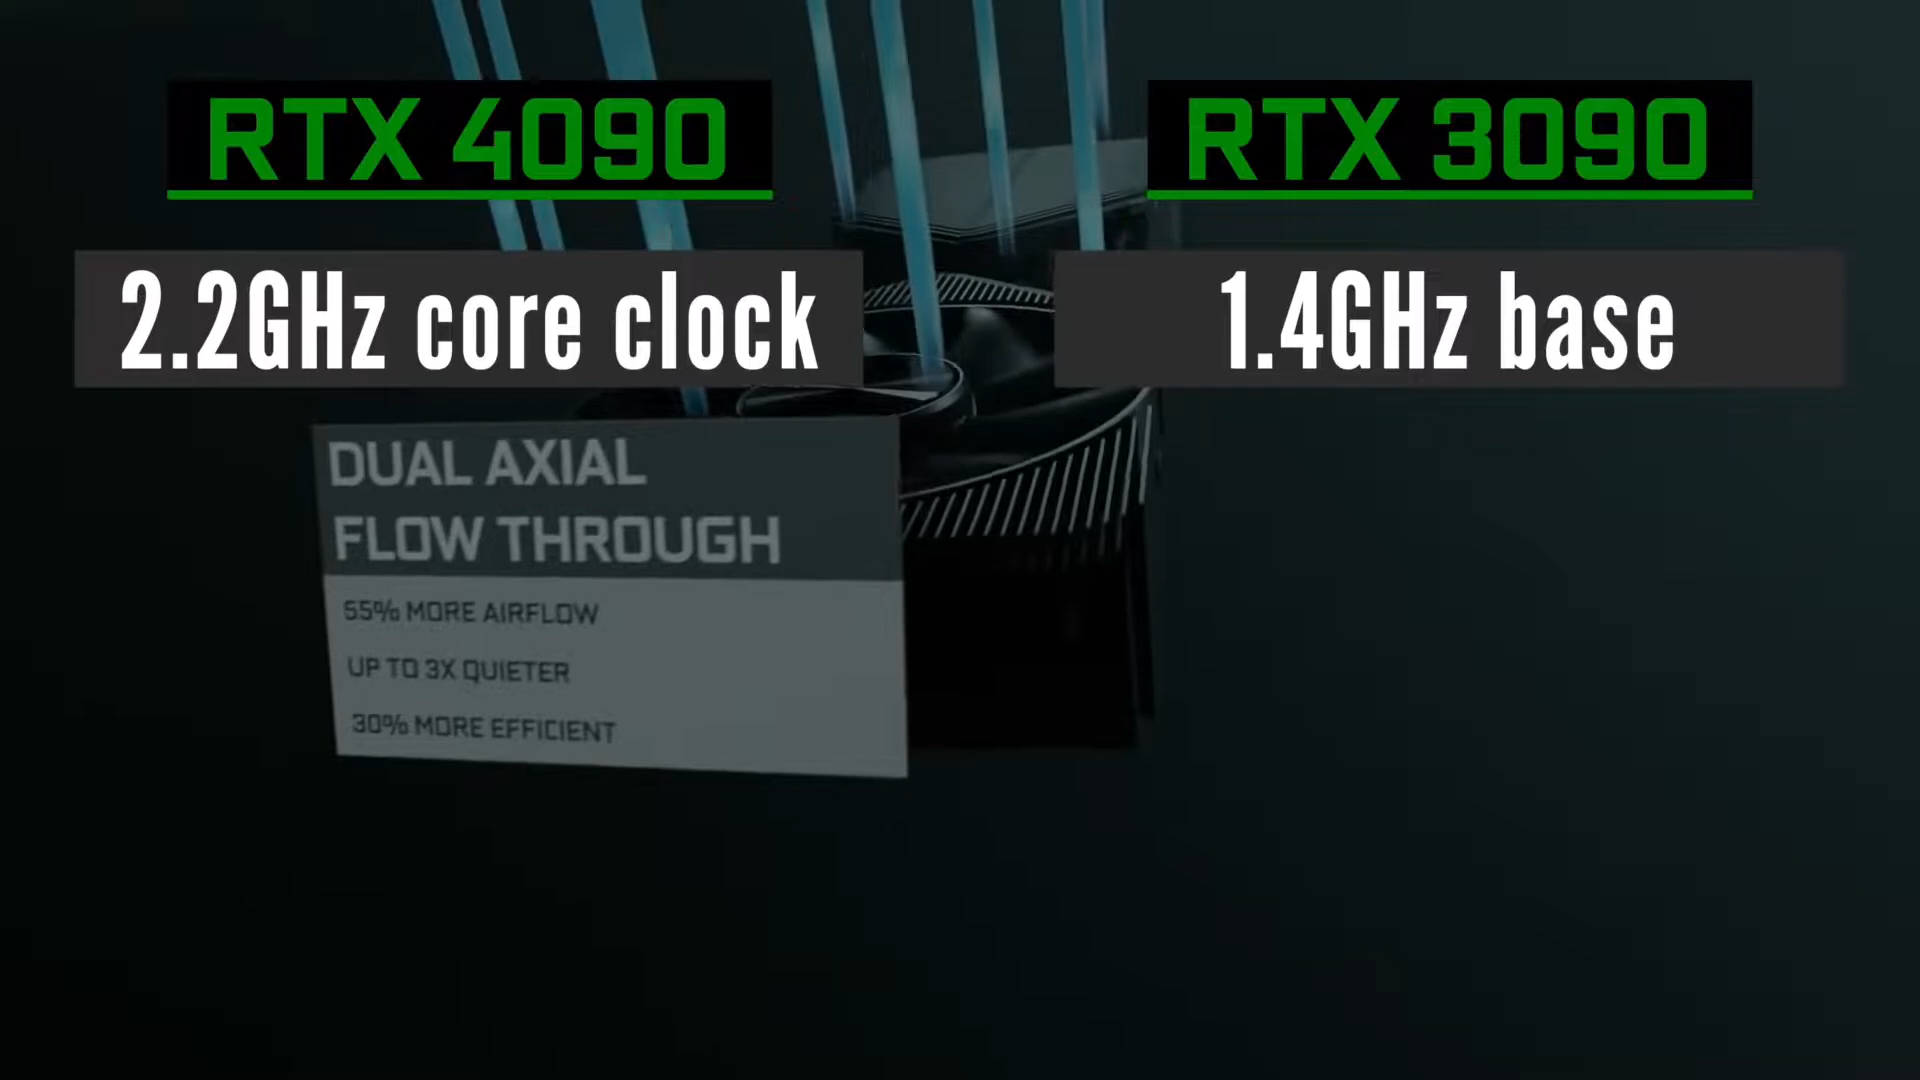 RTX 4090
RTX 3090
2.2GHz core clock
1.4GHz base
DUAL AXIAL
FLOW THROUGH
55% MORE AIRFLOW
UP TO 3X QUIETER
30% MORE EFFICIENT